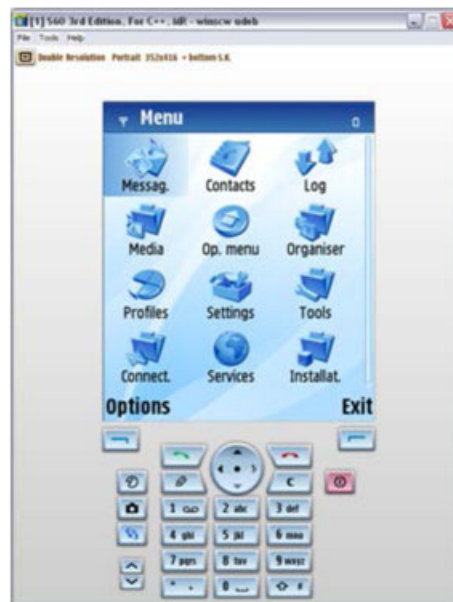 [1] S60 3rd Edition, For C++, MR - winscw udeb
File Tools Help
Double Resolution Portrait 352x416 + bottom S.K.
Menu
Messag. Contacts Log
Media Op. menu Organiser
Profiles Settings Tools
Connect. Services Installat.
Options Exit
C
1 2 abc 3 def
4 ghi 5 jkl 6 mno
7 pqrs 8 tuv 9 wxyz
* . 0 #